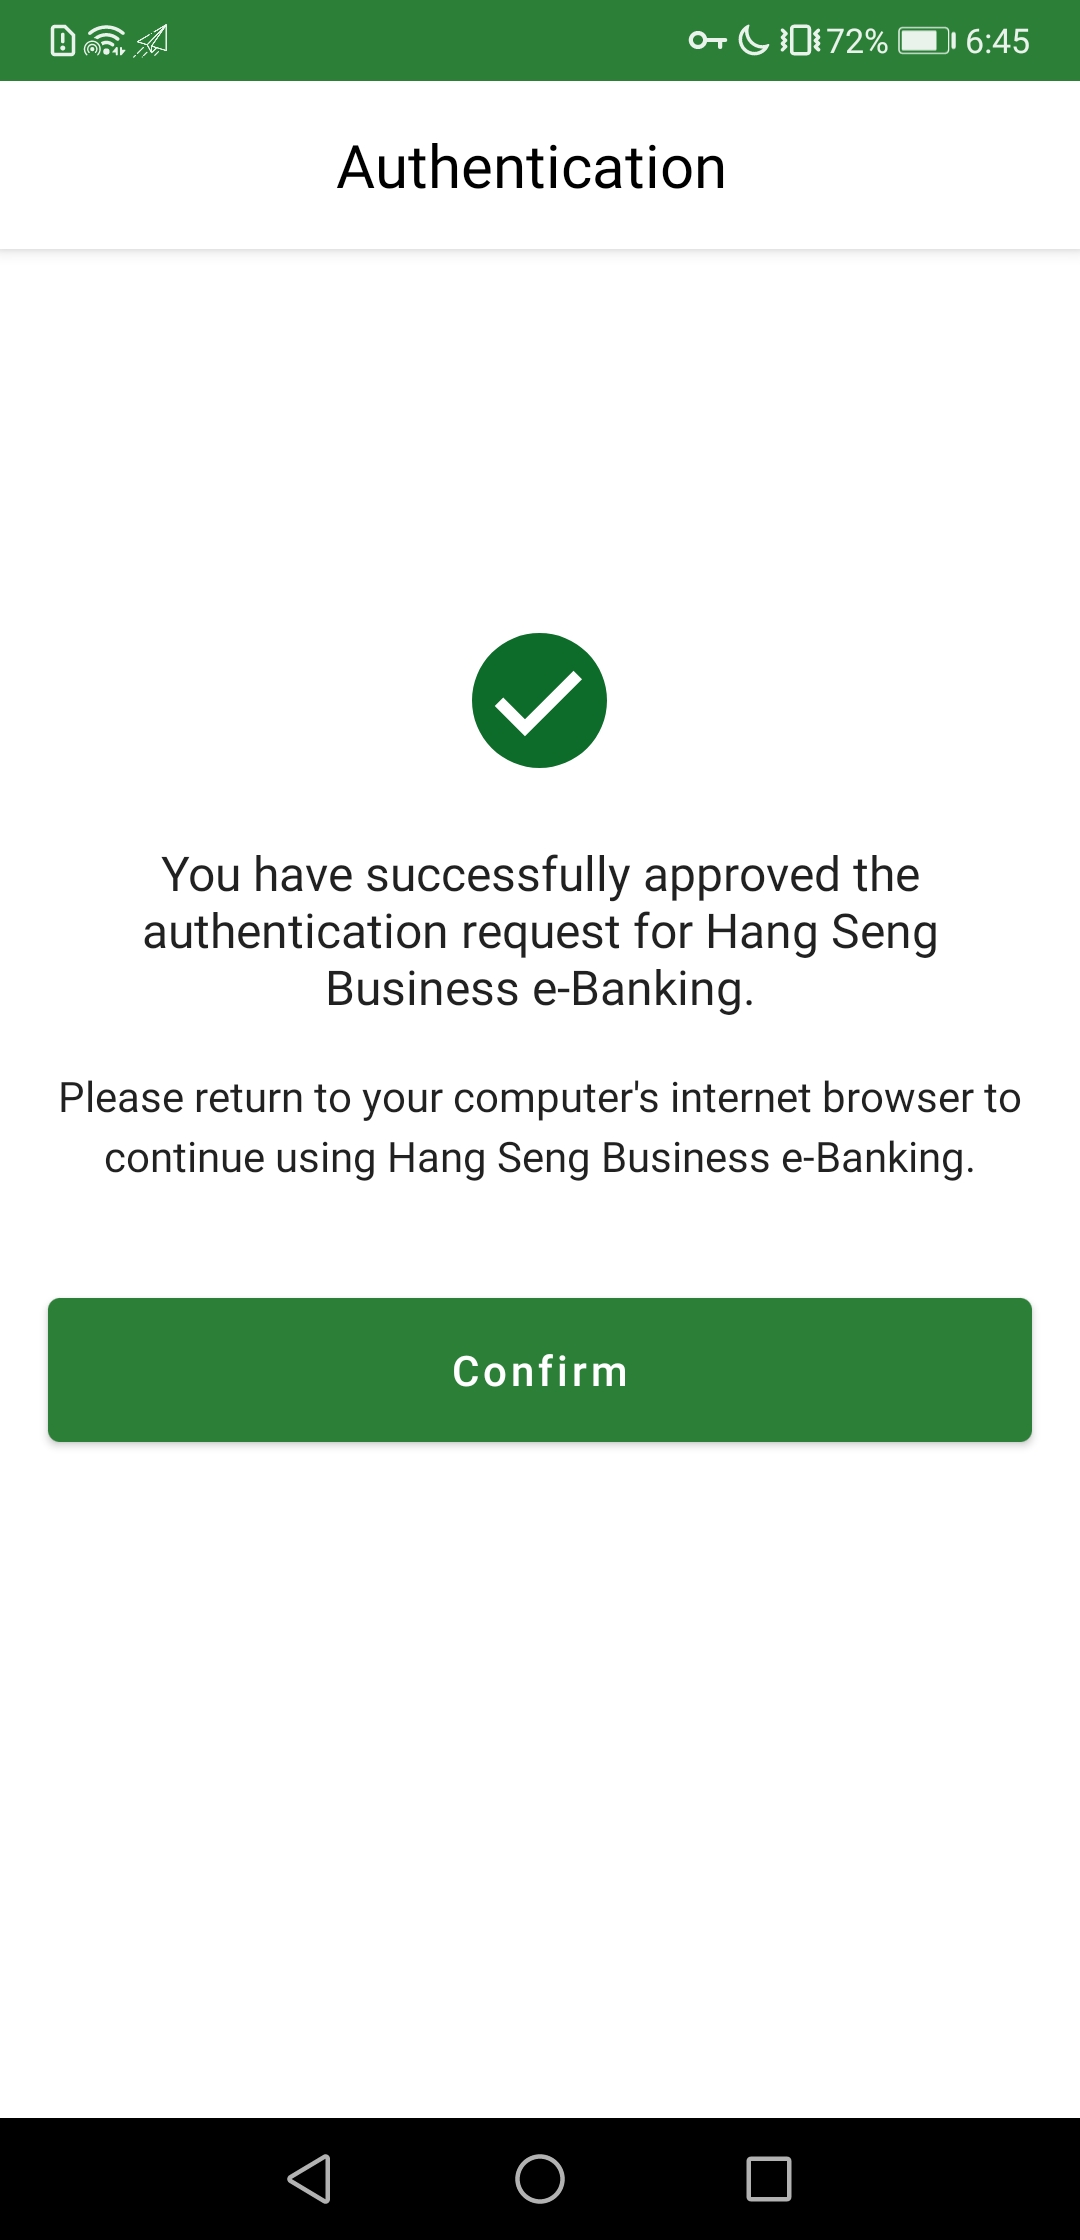 72% 6:45
Authentication
You have successfully approved the
authentication request for Hang Seng
Business e-Banking.
Please return to your computer's internet browser to
continue using Hang Seng Business e-Banking.
Confirm